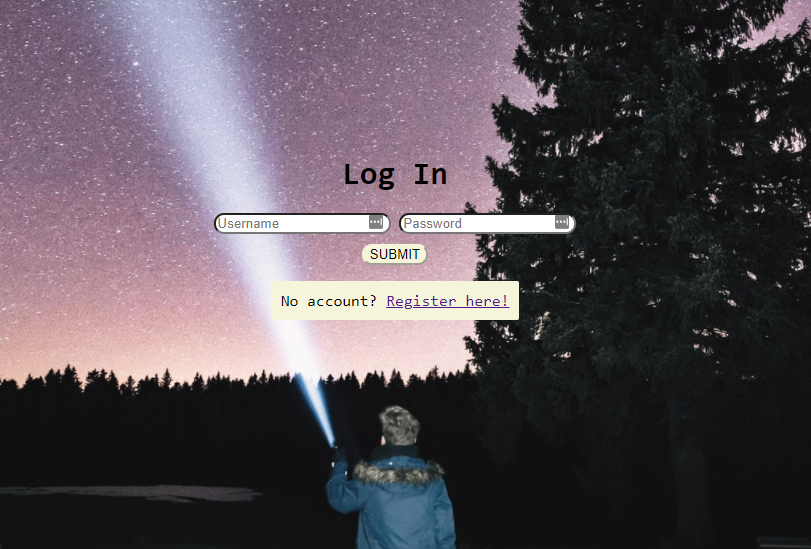 Log In
Username Password
SUBMIT
No account? Register here!